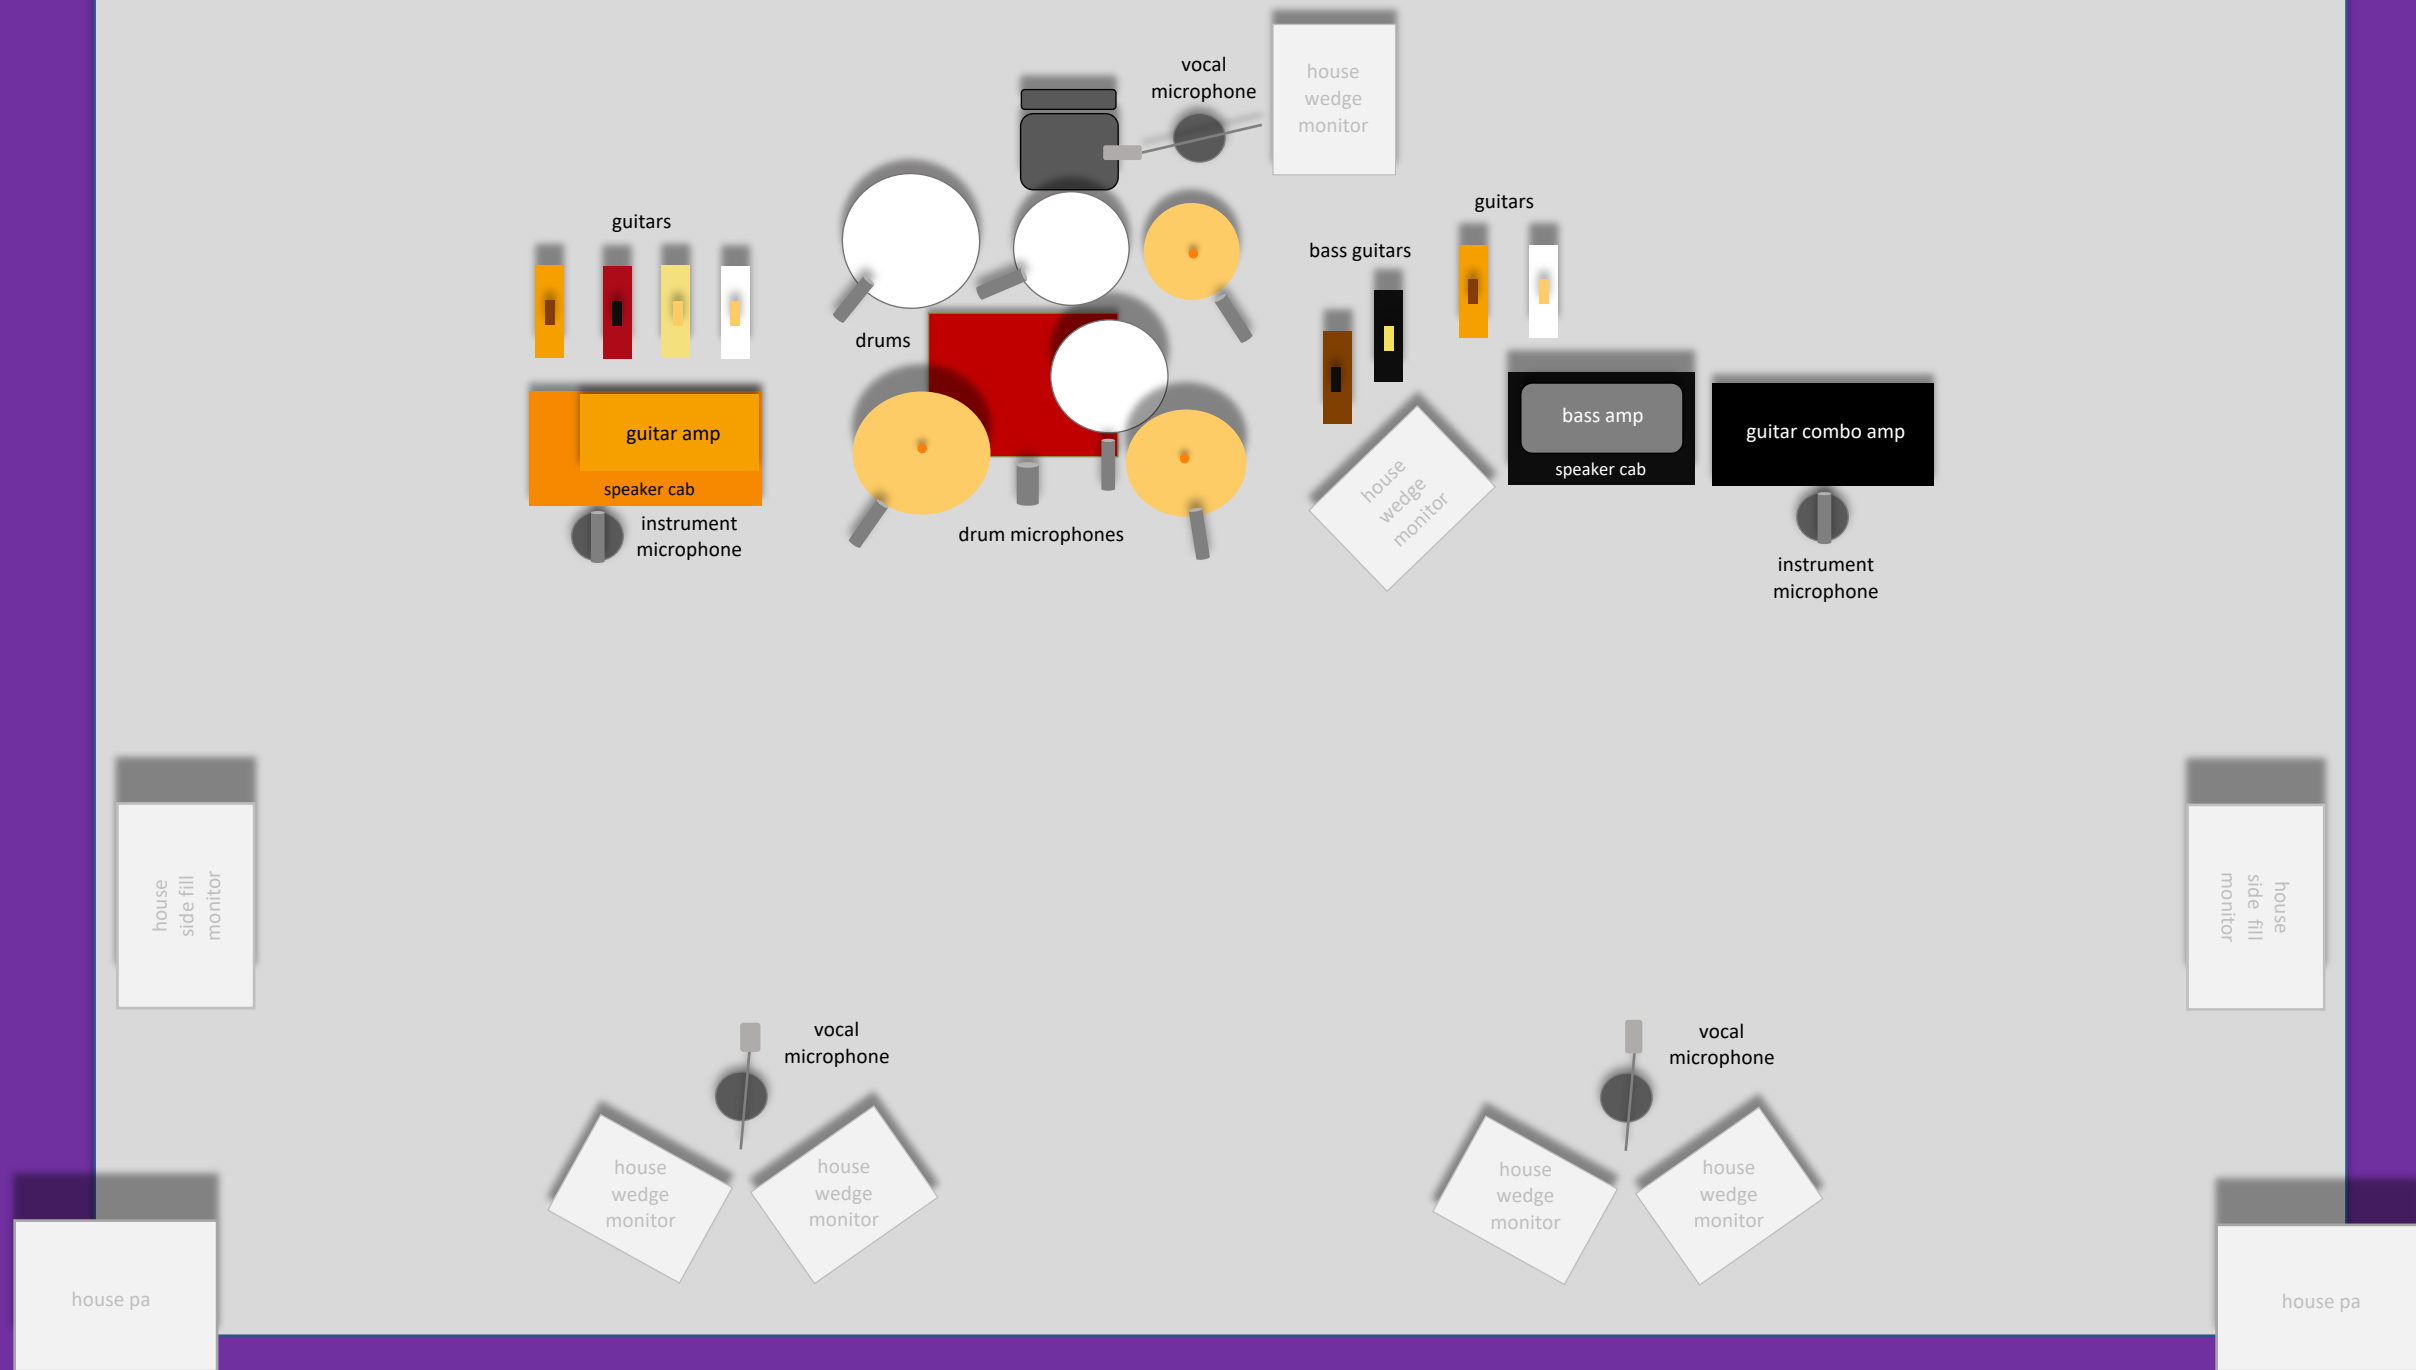 vocal
microphone
house
wedge
monitor
guitars
guitars
bass guitars
drums
guitar amp
speaker cab
bass amp
speaker cab
guitar combo amp
instrument
microphone
drum microphones
house
wedge
monitor
instrument
microphone
house
side fill
monitor
house
side fill
monitor
vocal
microphone
vocal
microphone
house
wedge
monitor
house
wedge
monitor
house
wedge
monitor
house
wedge
monitor
house pa
house pa